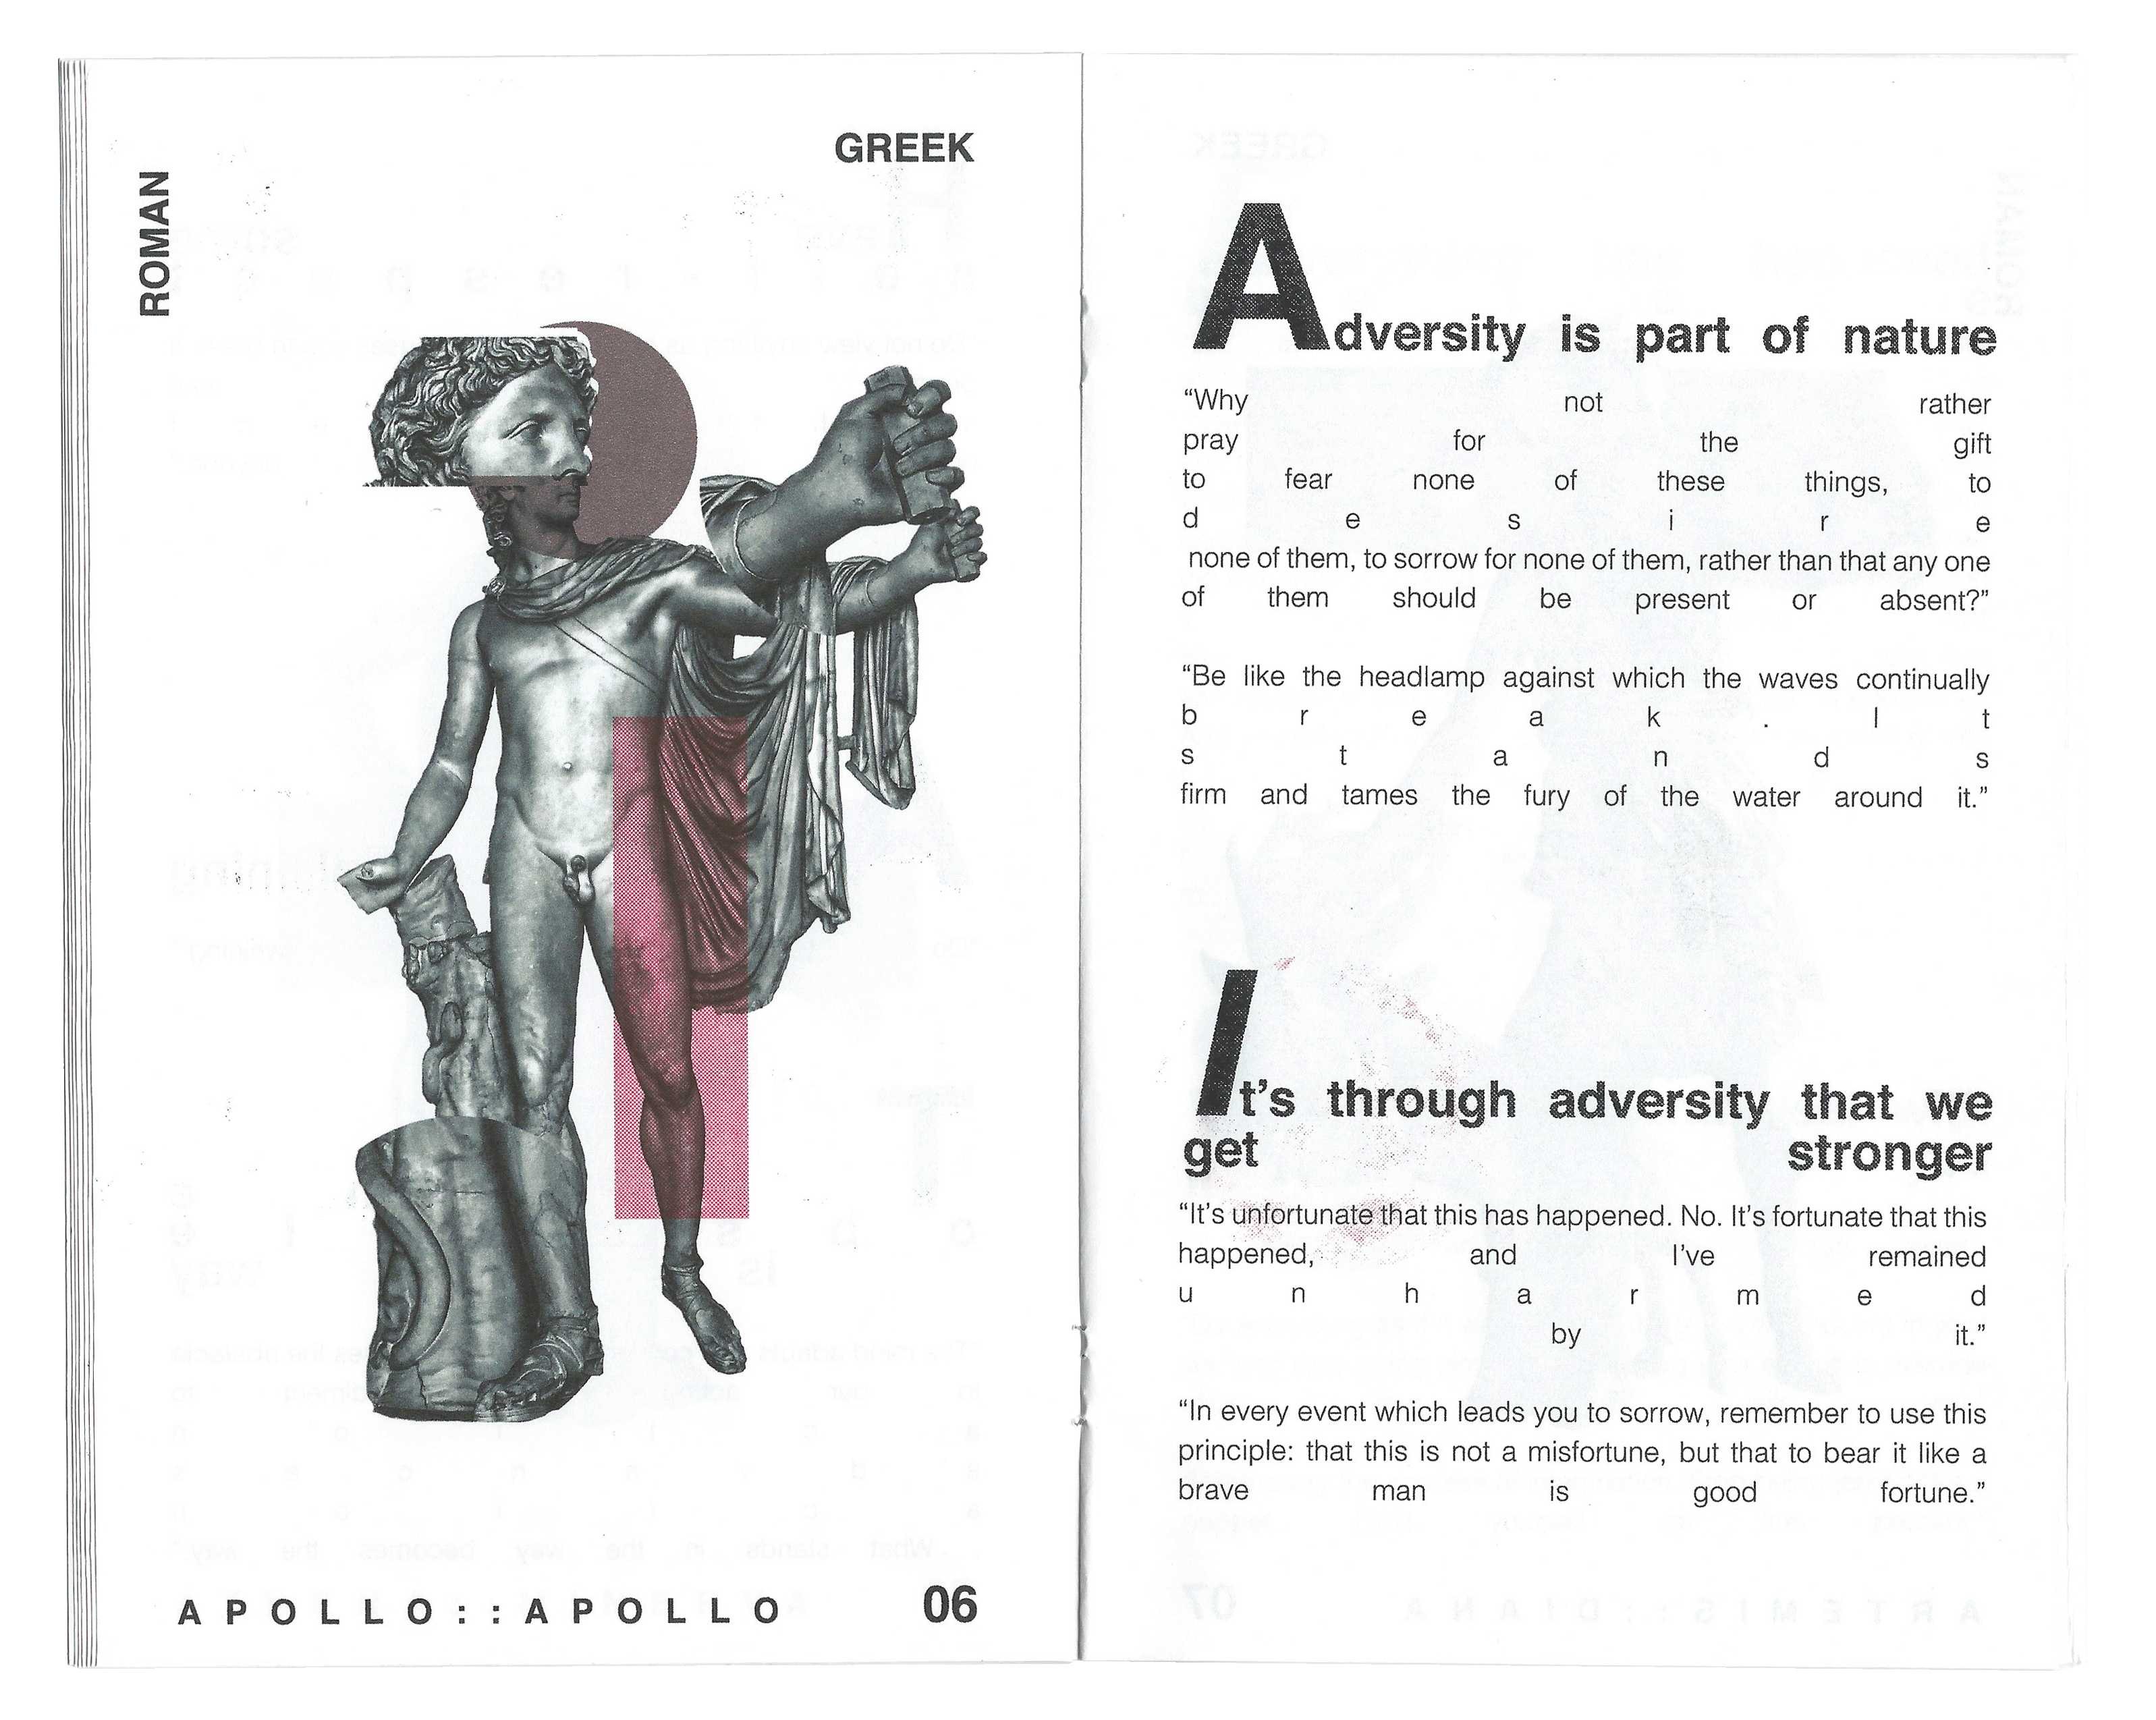 GREEK
ROMAN
APOLLO::APOLLO
06
Adversity is part of nature
“Why not rather
pray for the gift
to fear none of these things, to
desire
none of them, to sorrow for none of them, rather than that any one
of them should be present or absent?”
“Be like the headlamp against which the waves continually
break. It
stands
firm and tames the fury of the water around it.”
It’s through adversity that we
get stronger
“It’s unfortunate that this has happened. No. It’s fortunate that this
happened, and I’ve remained
unharmed
by it.”
“In every event which leads you to sorrow, remember to use this
principle: that this is not a misfortune, but that to bear it like a
brave man is good fortune.”